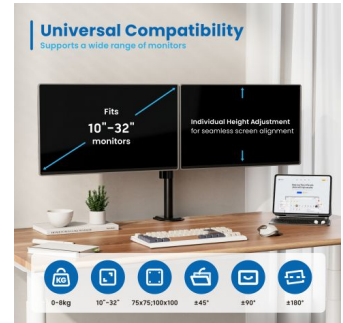 Universal Compatibility
Supports a wide range of monitors
Fits
10"-32"
monitors
Individual Height Adjustment
for seamless screen alignment
KG
0-8kg
10"-32"
75x75;100x100
±45°
±90°
±180°